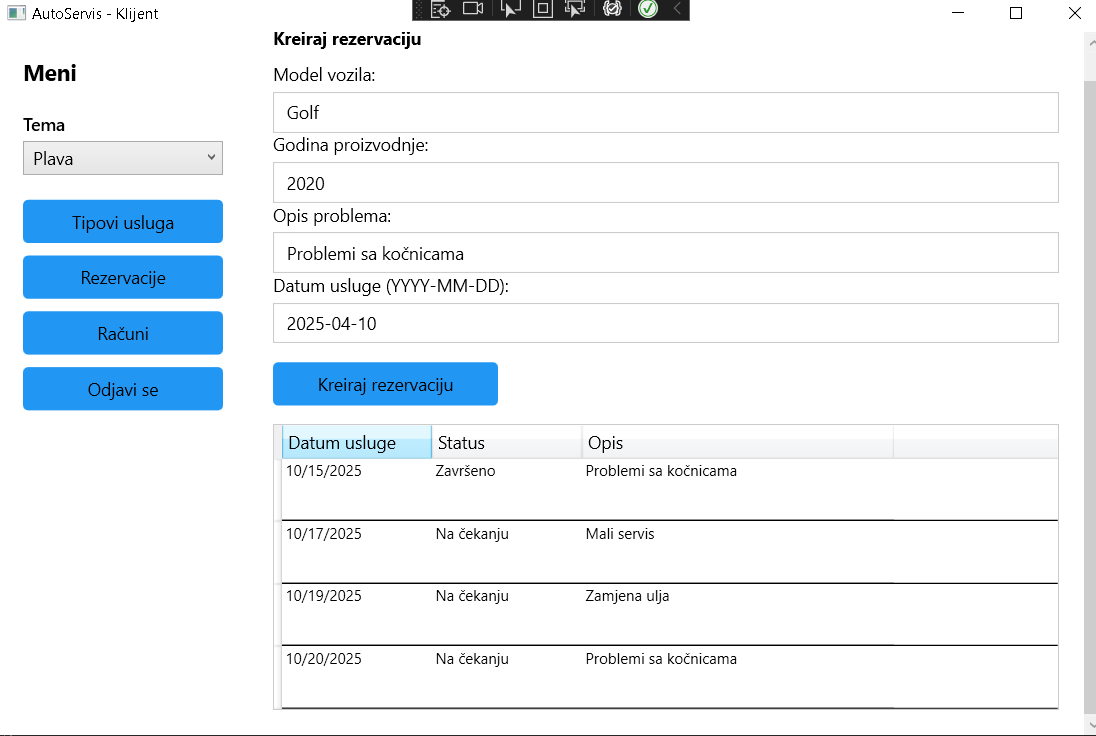 AutoServis - Klijent
Meni
Tema
Plava
Tipovi usluga
Rezervacije
Računi
Odjavi se
Kreiraj rezervaciju
Model vozila:
Golf
Godina proizvodnje:
2020
Opis problema:
Problemi sa kočnicama
Datum usluge (YYYY-MM-DD):
2025-04-10
Kreiraj rezervaciju
Datum usluge Status Opis
10/15/2025 Završeno Problemi sa kočnicama
10/17/2025 Na čekanju Mali servis
10/19/2025 Na čekanju Zamjena ulja
10/20/2025 Na čekanju Problemi sa kočnicama